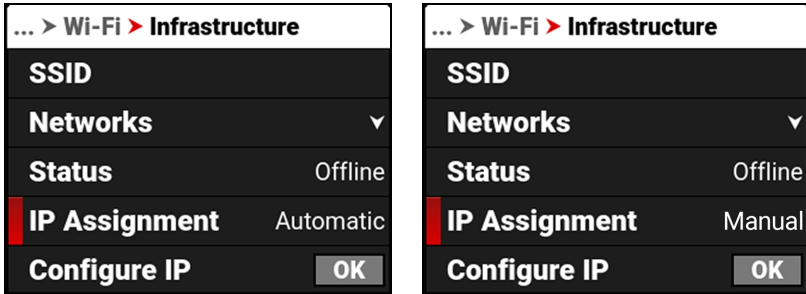 ... > Wi-Fi > Infrastructure
SSID
Networks
Status Offline
IP Assignment Automatic
Configure IP OK
... > Wi-Fi > Infrastructure
SSID
Networks
Status Offline
IP Assignment Manual
Configure IP OK